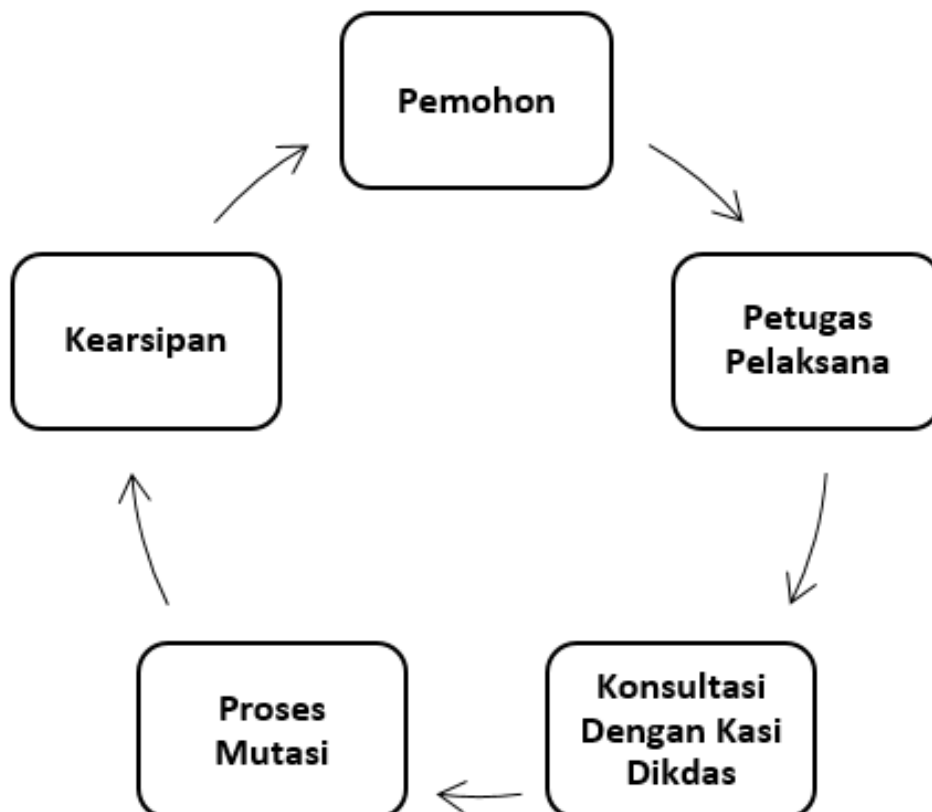 Pemohon
Petugas
Pelaksana
Konsultasi
Dengan Kasi
Dikdas
Proses
Mutasi
Kearsipan